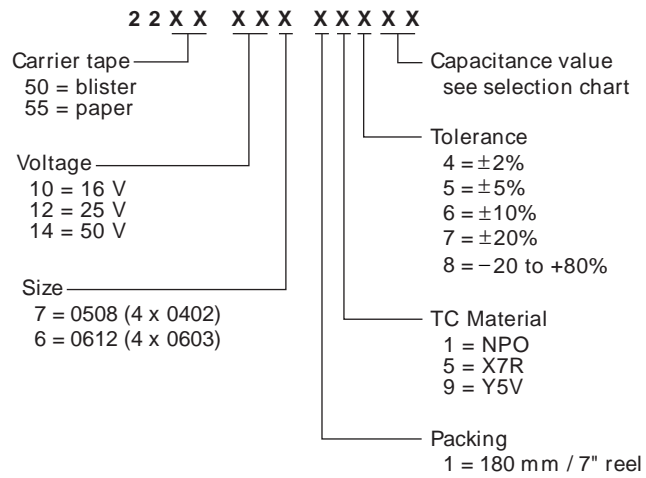 2 2 X X X X X X X X X X
Carrier tape
50 = blister
55 = paper
Voltage
10 = 16 V
12 = 25 V
14 = 50 V
Size
7 = 0508 (4 x 0402)
6 = 0612 (4 x 0603)
Capacitance value
see selection chart
Tolerance
4 = ±2%
5 = ±5%
6 = ±10%
7 = ±20%
8 = −20 to +80%
TC Material
1 = NPO
5 = X7R
9 = Y5V
Packing
1 = 180 mm / 7" reel